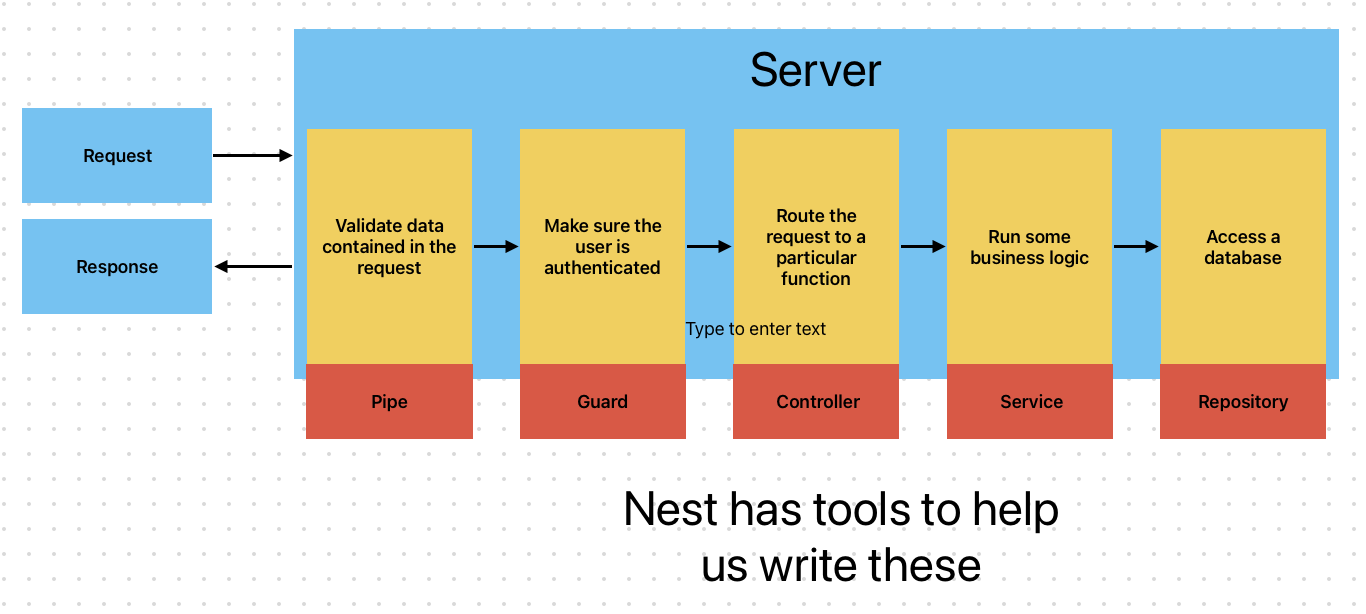 Server
Request
Response
Validate data
contained in the
request
Make sure the
user is
authenticated
Route the
request to a
particular
function
Run some
business logic
Access a
database
Type to enter text
Pipe
Guard
Controller
Service
Repository
Nest has tools to help
us write these